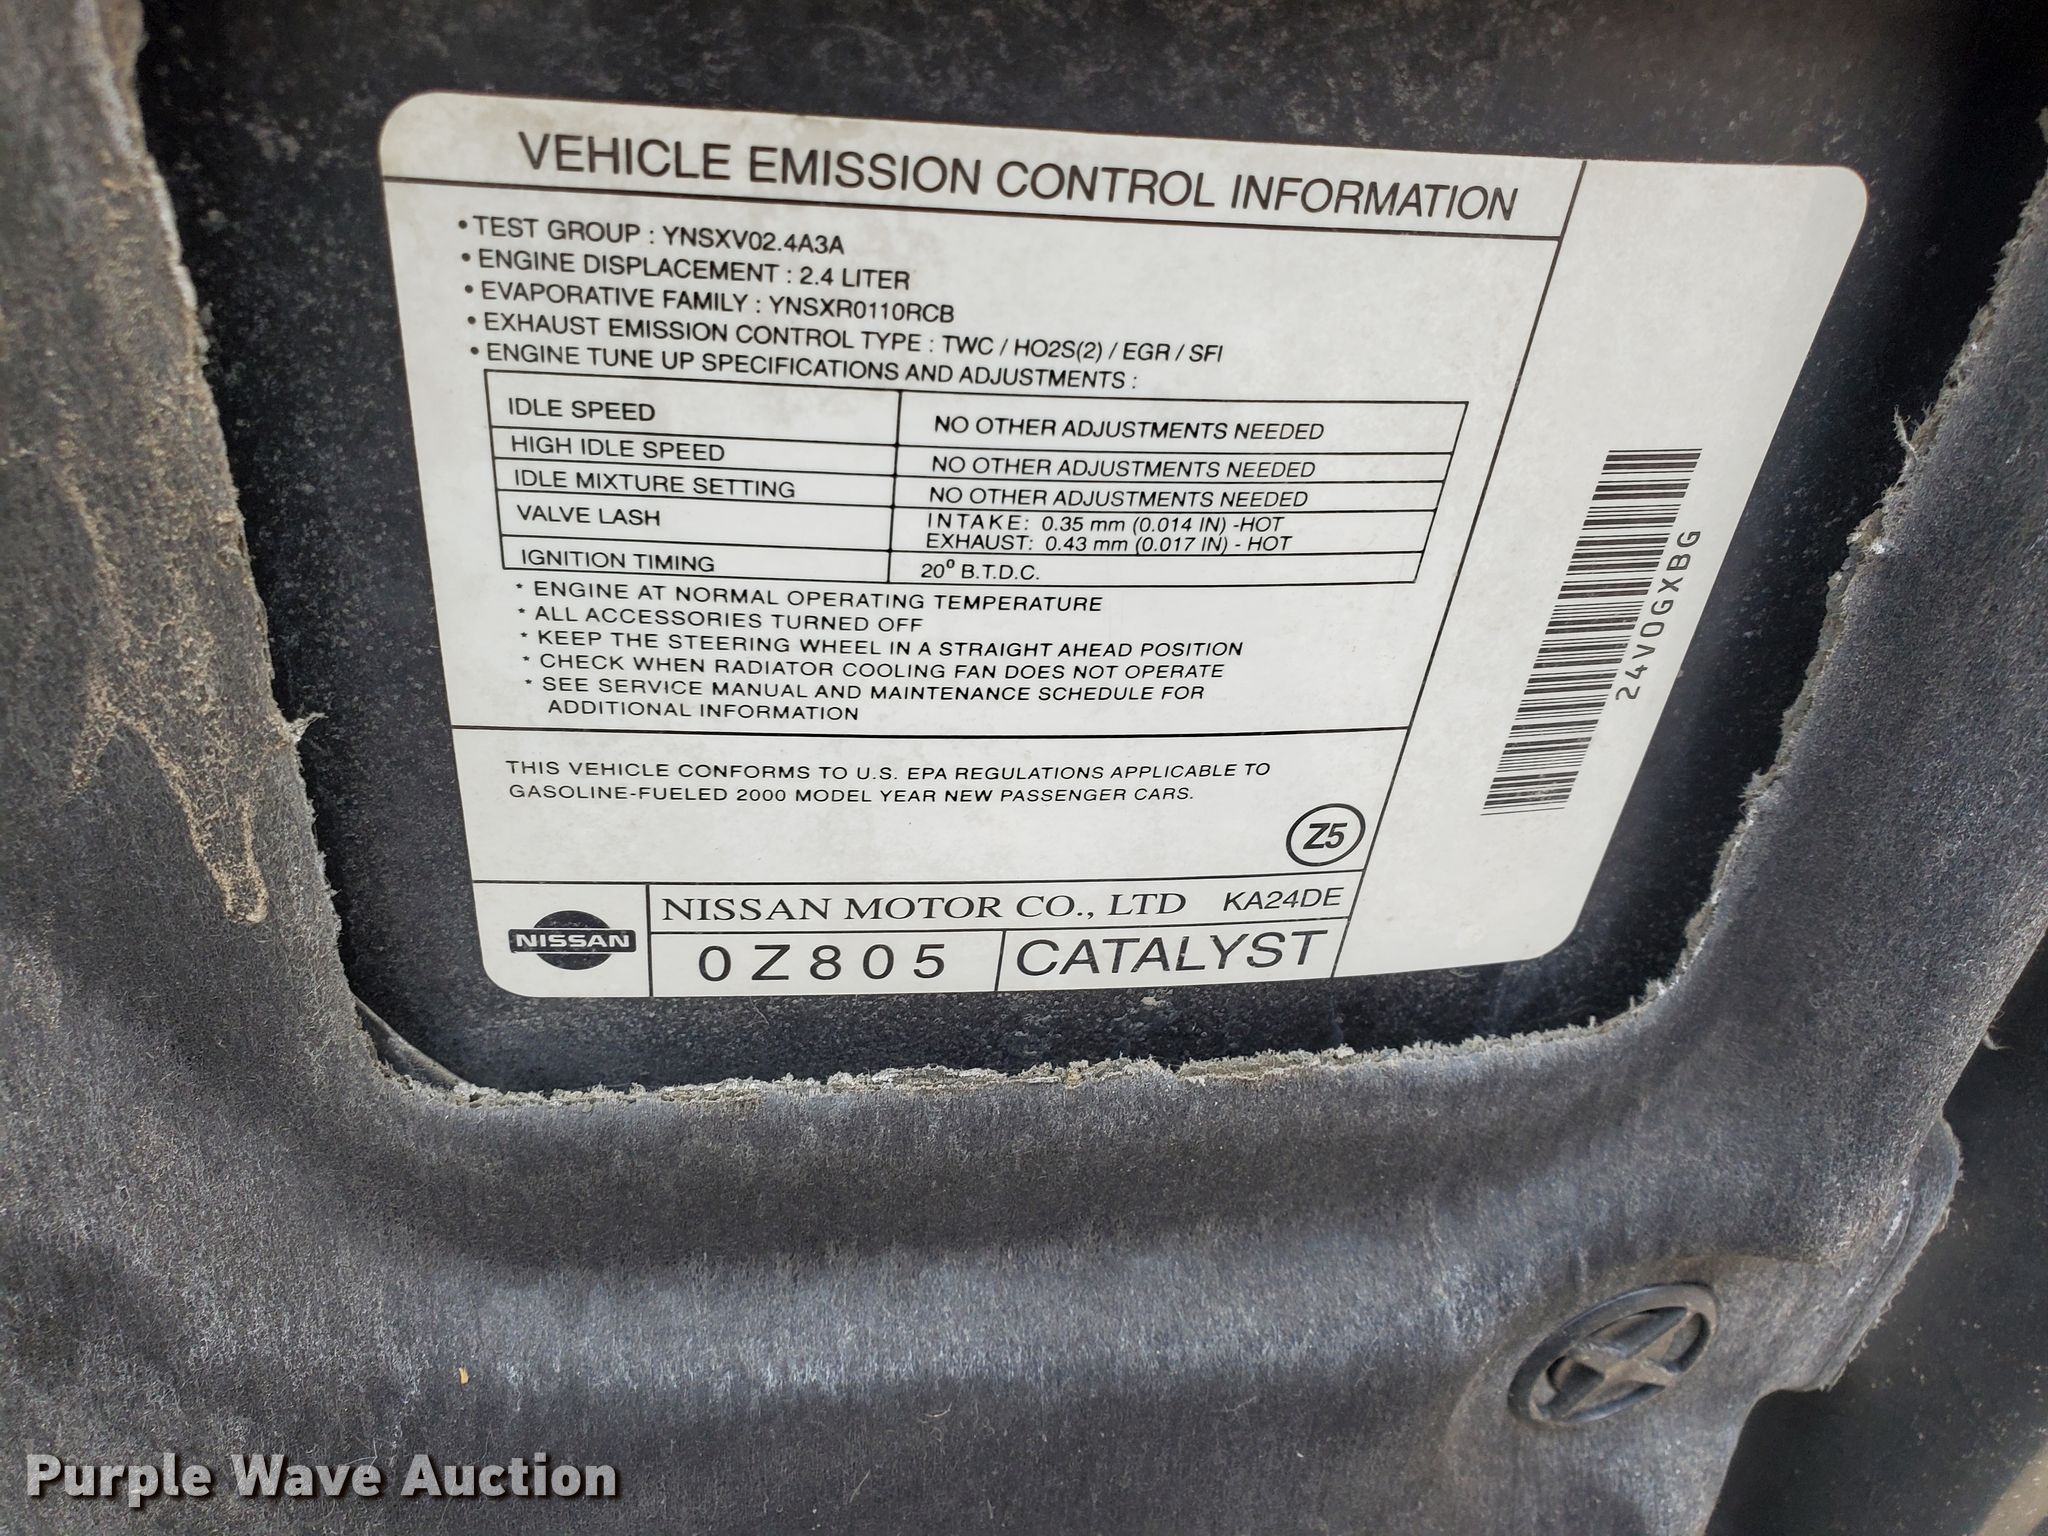 VEHICLE EMISSION CONTROL INFORMATION
• TEST GROUP : YNSXV02.4A3A
• ENGINE DISPLACEMENT : 2.4 LITER
• EVAPORATIVE FAMILY : YNSXR0110RCB
• EXHAUST EMISSION CONTROL TYPE : TWC / HO2S(2) / EGR / SFI
• ENGINE TUNE UP SPECIFICATIONS AND ADJUSTMENTS :
IDLE SPEED NO OTHER ADJUSTMENTS NEEDED
HIGH IDLE SPEED NO OTHER ADJUSTMENTS NEEDED
IDLE MIXTURE SETTING NO OTHER ADJUSTMENTS NEEDED
VALVE LASH INTAKE: 0.35 mm (0.014 IN) -HOT
EXHAUST: 0.43 mm (0.017 IN) - HOT
IGNITION TIMING 20° B.T.D.C.
* ENGINE AT NORMAL OPERATING TEMPERATURE
* ALL ACCESSORIES TURNED OFF
* KEEP THE STEERING WHEEL IN A STRAIGHT AHEAD POSITION
* CHECK WHEN RADIATOR COOLING FAN DOES NOT OPERATE
* SEE SERVICE MANUAL AND MAINTENANCE SCHEDULE FOR
ADDITIONAL INFORMATION
THIS VEHICLE CONFORMS TO U.S. EPA REGULATIONS APPLICABLE TO
GASOLINE-FUELED 2000 MODEL YEAR NEW PASSENGER CARS.
Z5
NISSAN
NISSAN MOTOR CO., LTD KA24DE
0Z805 CATALYST
24V0GXBG
Purple Wave Auction